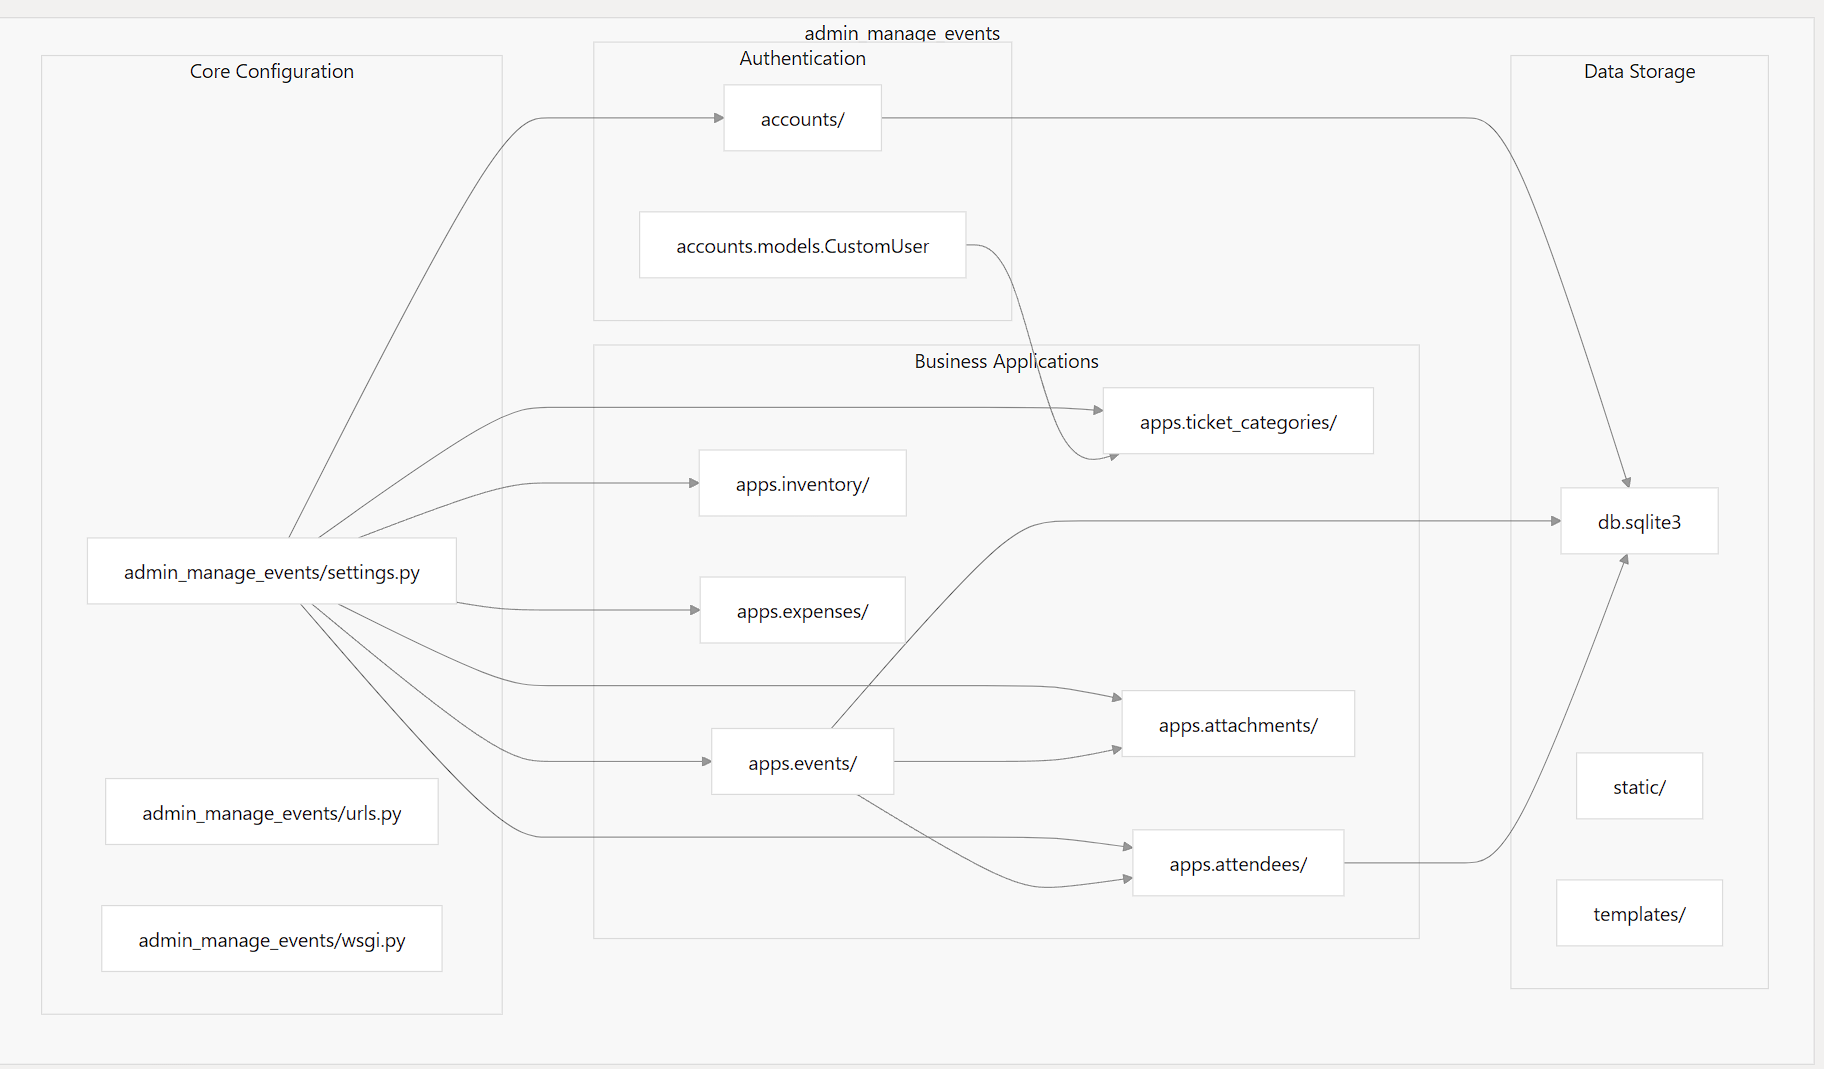 admin_manage_events
Core Configuration
Authentication
Data Storage
accounts/
accounts.models.CustomUser
Business Applications
apps.ticket_categories/
apps.inventory/
db.sqlite3
admin_manage_events/settings.py
apps.expenses/
apps.attachments/
apps.events/
static/
admin_manage_events/urls.py
apps.attendees/
templates/
admin_manage_events/wsgi.py